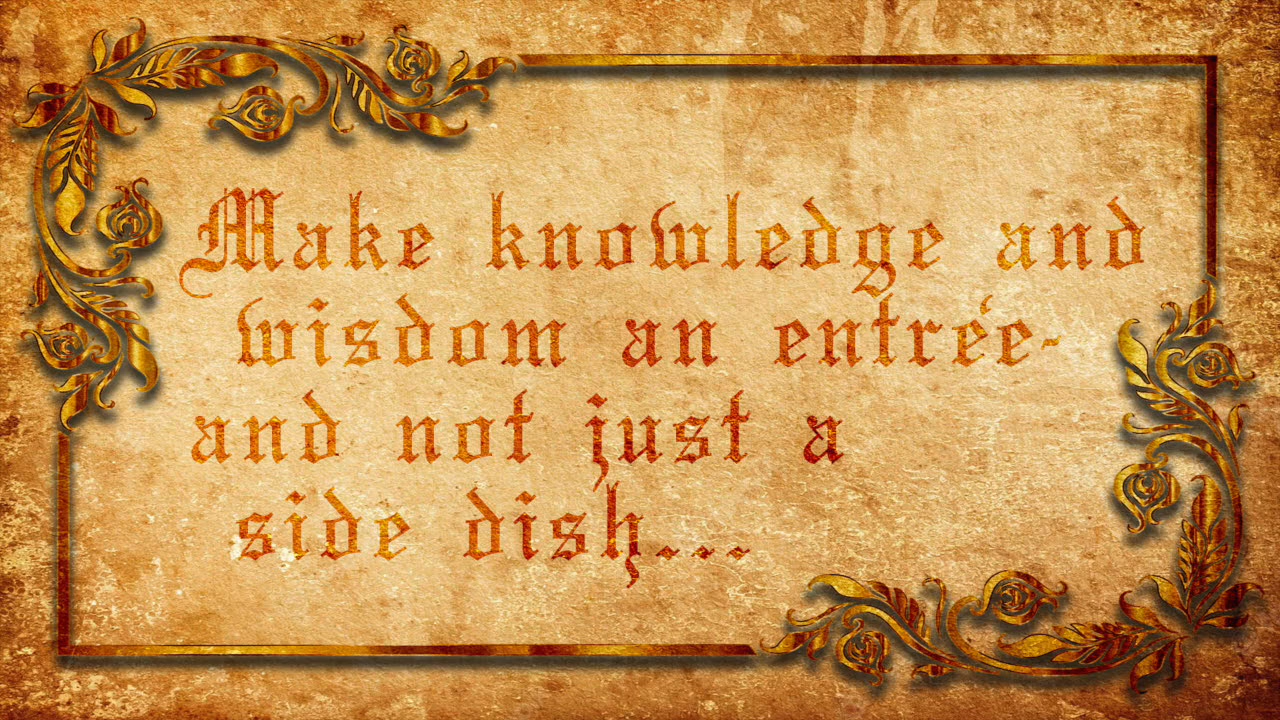 Make knowledge and
wisdom an entrée-
and not just a
side dish...